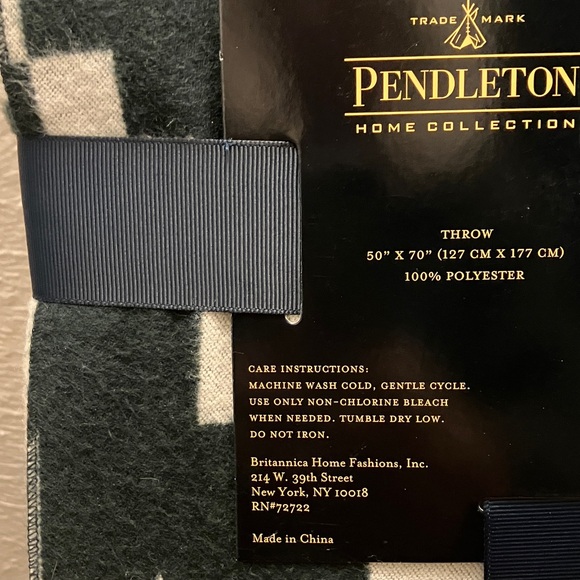 TRADE MARK
PENDLETON
HOME COLLECTION
THROW
50" X 70" (127 CM X 177 CM)
100% POLYESTER
CARE INSTRUCTIONS:
MACHINE WASH COLD, GENTLE CYCLE.
USE ONLY NON-CHLORINE BLEACH
WHEN NEEDED. TUMBLE DRY LOW.
DO NOT IRON.
Britannica Home Fashions, Inc.
214 W. 39th Street
New York, NY 10018
RN#72722
Made in China